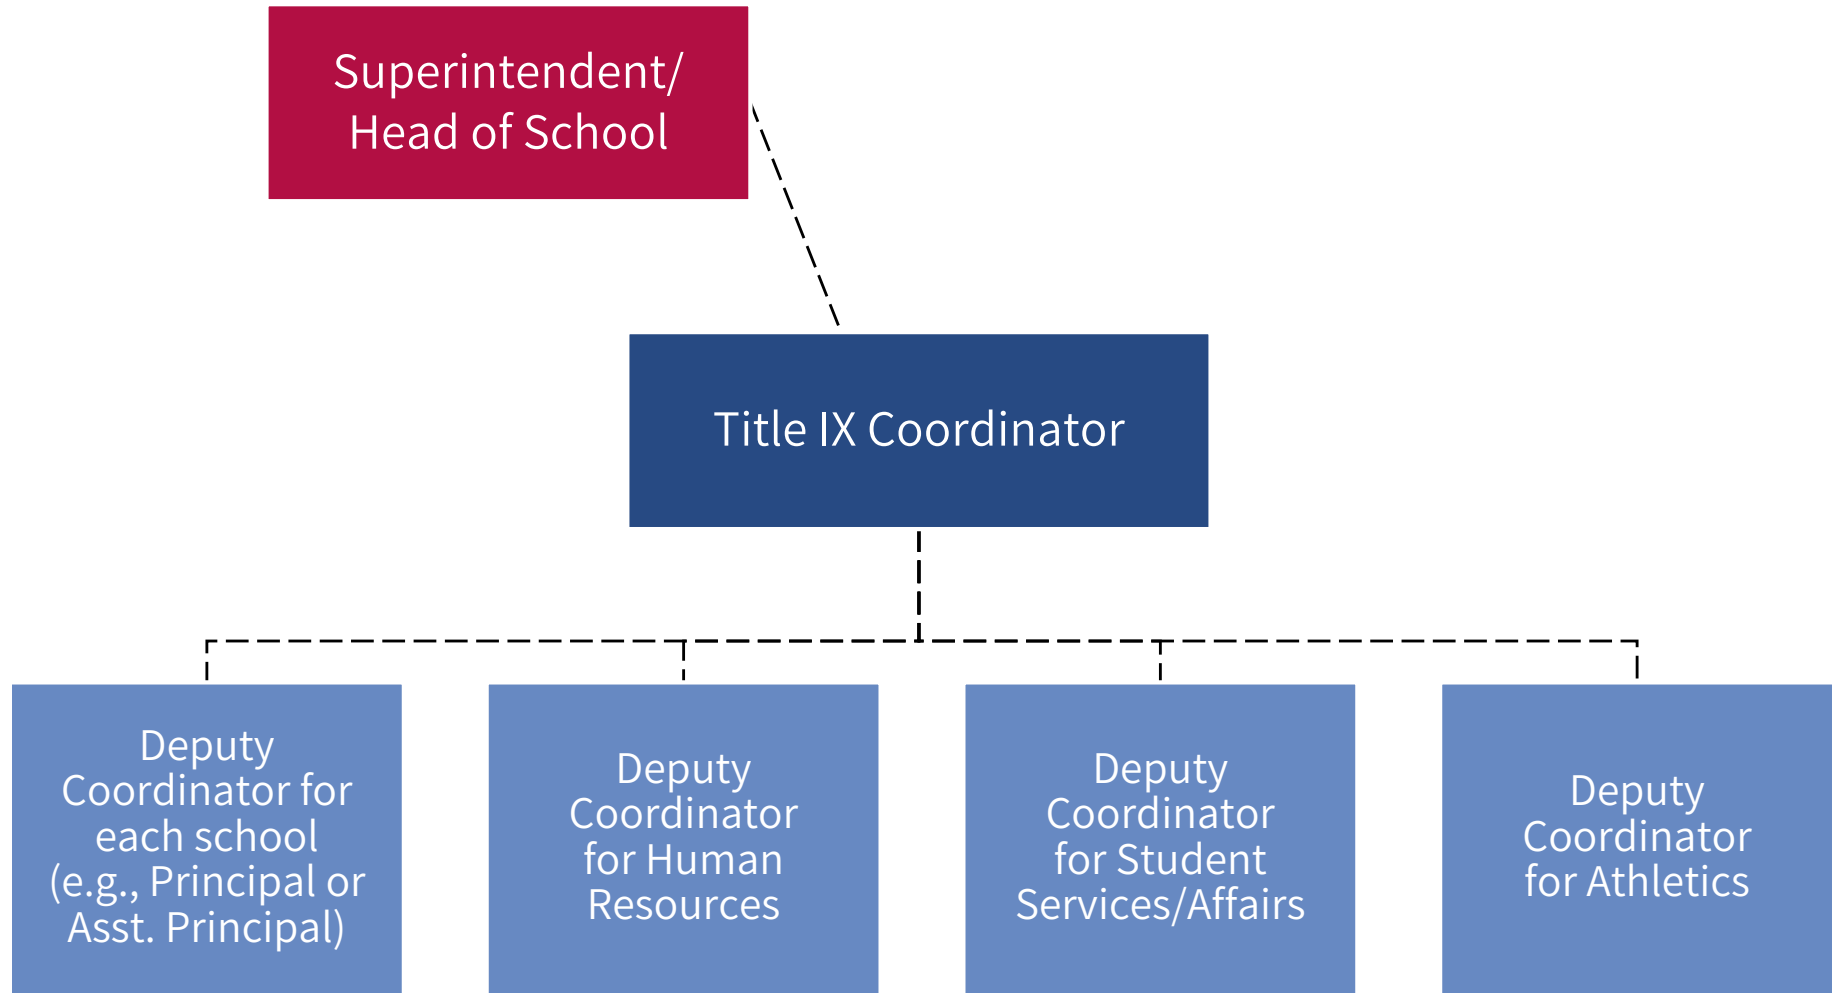 Superintendent/
Head of School
Title IX Coordinator
Deputy
Coordinator for
each school
(e.g., Principal or
Asst. Principal)
Deputy
Coordinator
for Human
Resources
Deputy
Coordinator
for Student
Services/Affairs
Deputy
Coordinator
for Athletics